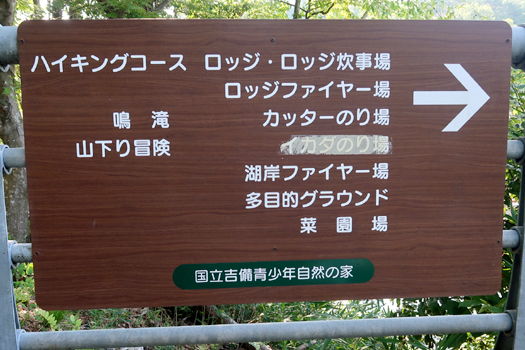 ハイキングコース ロッジ・ロッジ炊事場
ロッジファイヤー場
鳴滝 カッターのり場
山下り冒険 カダのり場
湖岸ファイヤー場
多目的グラウンド
菜園場
国立吉備青少年自然の家